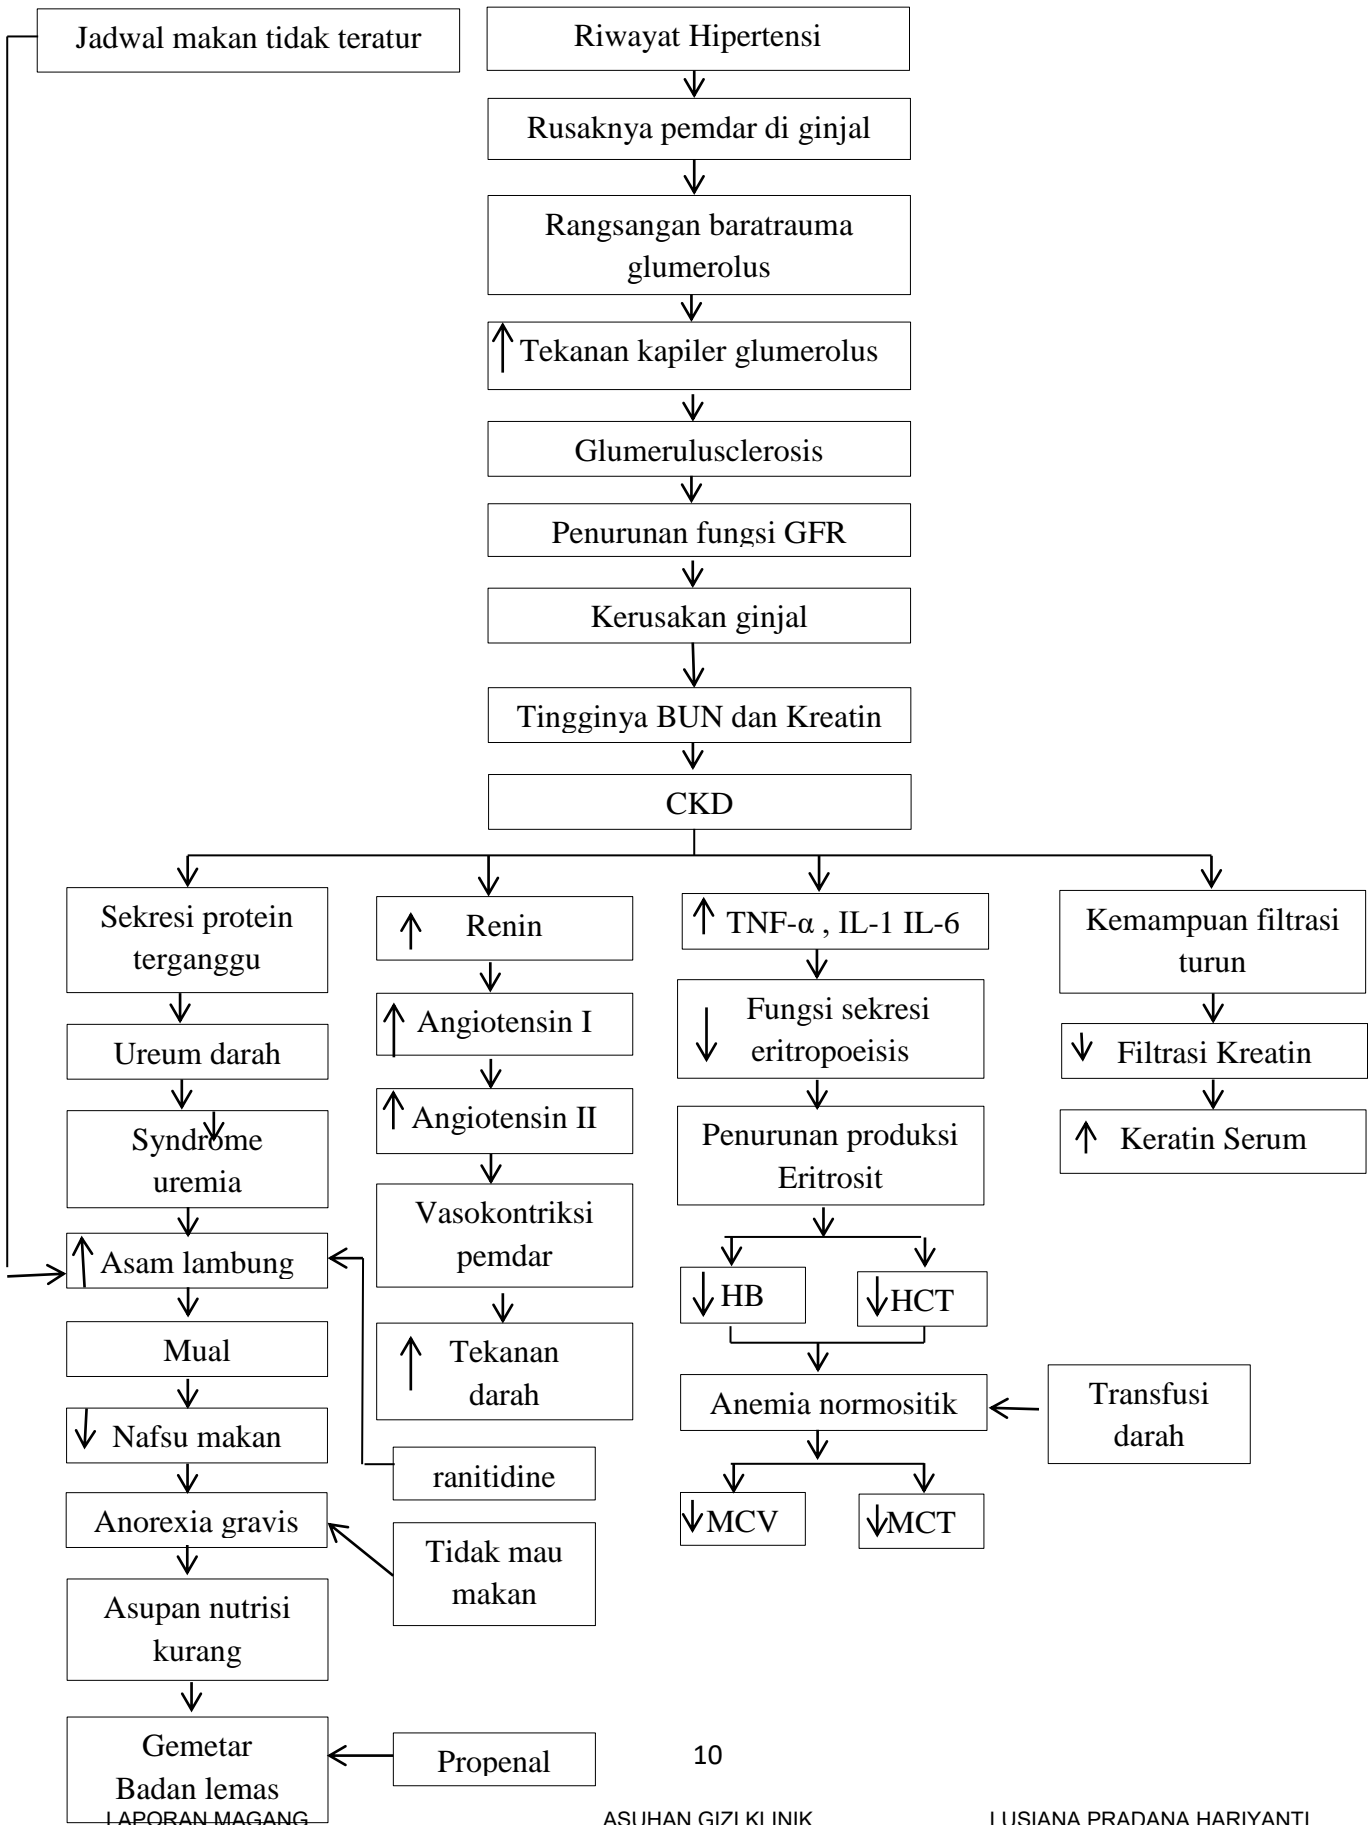 Jadwal makan tidak teratur
Riwayat Hipertensi
Rusaknya pemdar di ginjal
Rangsangan baratrauma
glumerolus
Tekanan kapiler glumerolus
Glumerulusclerosis
Penurunan fungsi GFR
Kerusakan ginjal
Tingginya BUN dan Kreatin
CKD
Sekresi protein
terganggu
Ureum darah
Syndrome
uremia
Asam lambung
Mual
Nafsu makan
Anorexia gravis
Asupan nutrisi
kurang
Gemetar
Badan lemas
Renin
Angiotensin I
Angiotensin II
Vasokontriksi
pemdar
Tekanan
darah
ranitidine
Tidak mau
makan
Propenal
TNF-α , IL-1 IL-6
Fungsi sekresi
eritropoeisis
Penurunan produksi
Eritrosit
HB
HCT
Anemia normositik
MCV
MCT
Kemampuan filtrasi
turun
Filtrasi Kreatin
Keratin Serum
Transfusi
darah
10
LAPORAN MAGANG
ASUHAN GIZI KLINIK
LUSIANA PRADANA HARIYANTI